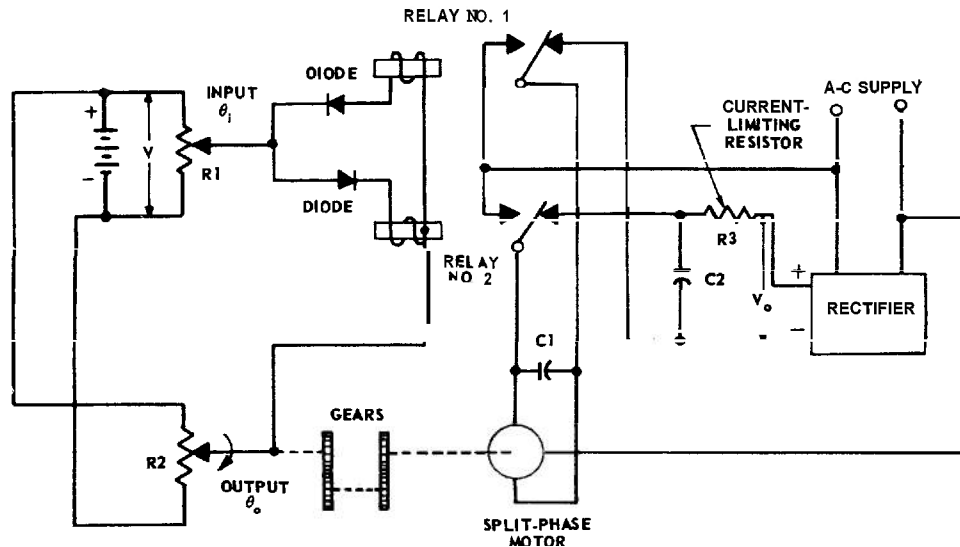 RELAY NO. 1
DIODE
INPUT
θi
A-C SUPPLY
CURRENT-
LIMITING
RESISTOR
+
V
-
R1
DIODE
R3
RELAY
NO 2
C2
Vo
+
-
RECTIFIER
C1
GEARS
R2
OUTPUT
θo
SPLIT-PHASE
MOTOR